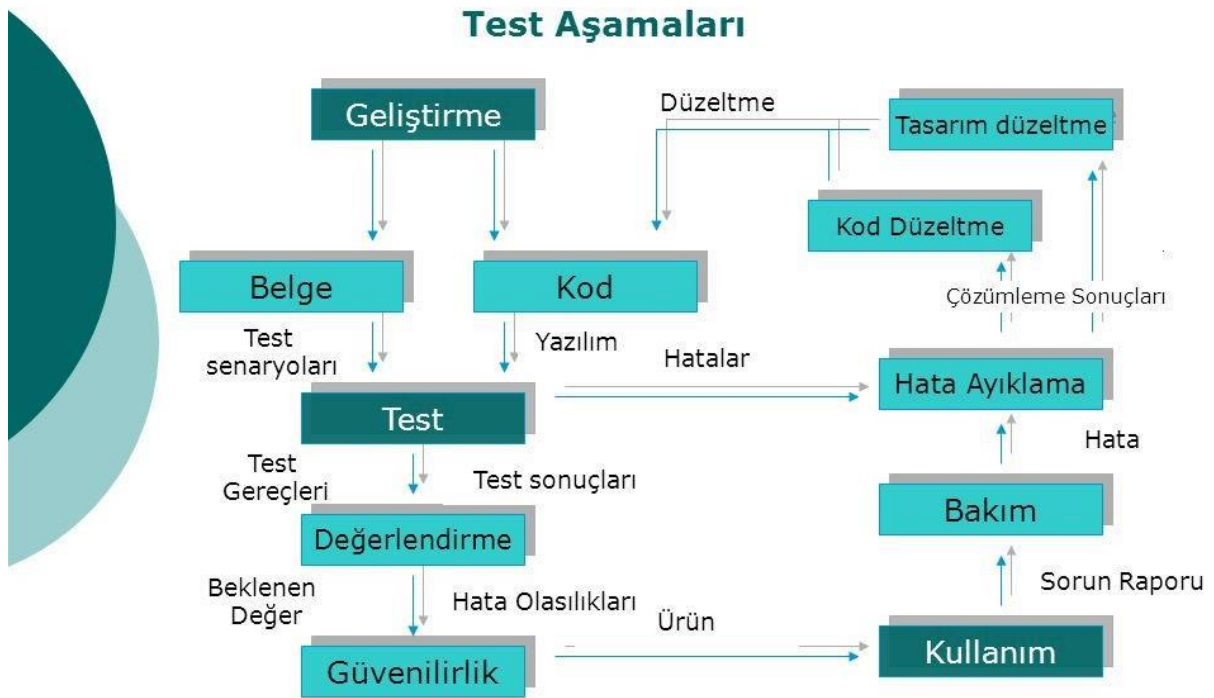 Test Aşamaları
Geliştirme
Düzeltme
Tasarım düzeltme
Kod Düzeltme
Belge
Kod
Çözümleme Sonuçları
Test
senaryoları
Yazılım
Hatalar
Hata Ayıklama
Test
Hata
Test
Gereçleri
Test sonuçları
Bakım
Değerlendirme
Beklenen
Değer
Hata Olasılıkları
Sorun Raporu
Ürün
Güvenilirlik
Kullanım